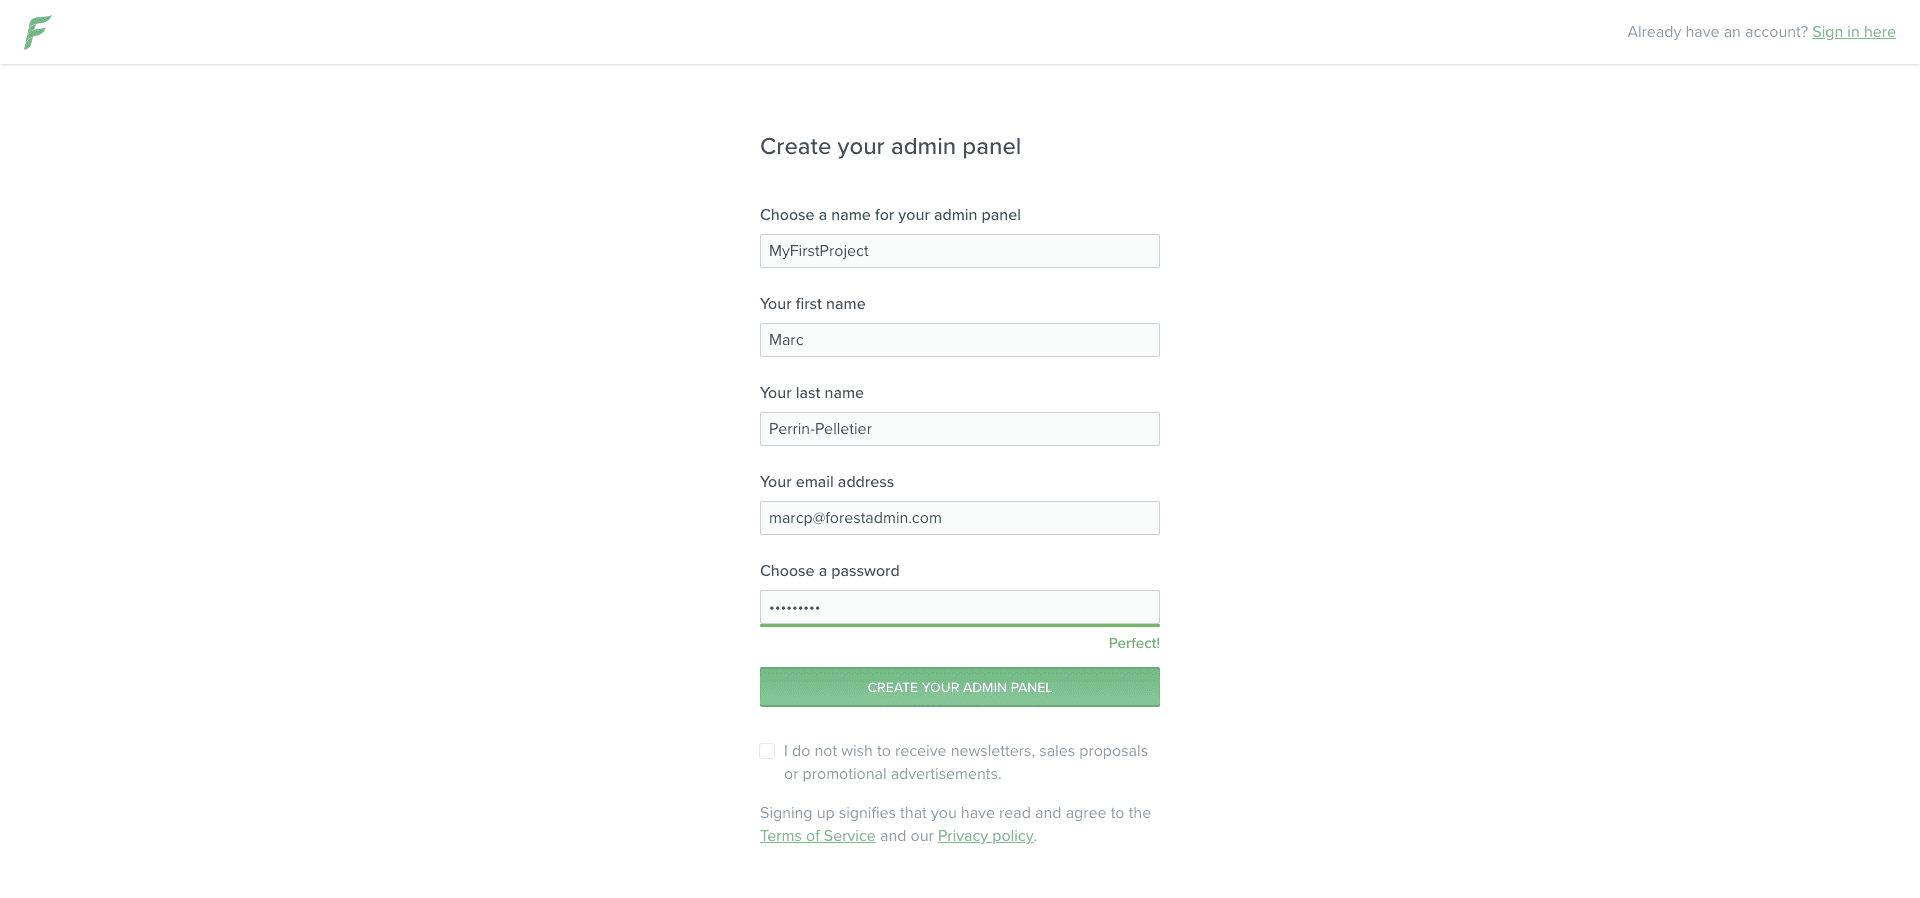 Already have an account? Sign in here
Create your admin panel
Choose a name for your admin panel
MyFirstProject
Your first name
Marc
Your last name
Perrin-Pelletier
Your email address
marcp@forestadmin.com
Choose a password
•••••••••
Perfect!
CREATE YOUR ADMIN PANEL
I do not wish to receive newsletters, sales proposals
or promotional advertisements.
Signing up signifies that you have read and agree to the
Terms of Service and our Privacy policy.